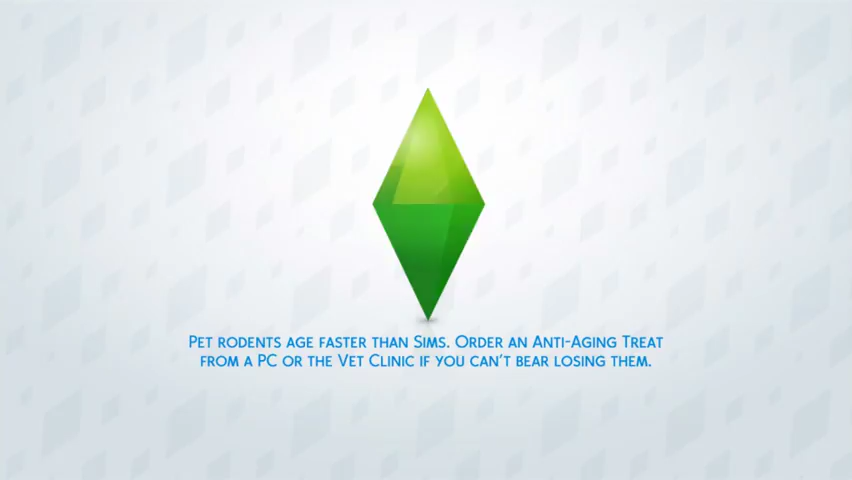 Pet rodents age faster than Sims. Order an Anti-Aging Treat
from a PC or the Vet Clinic if you can't bear losing them.